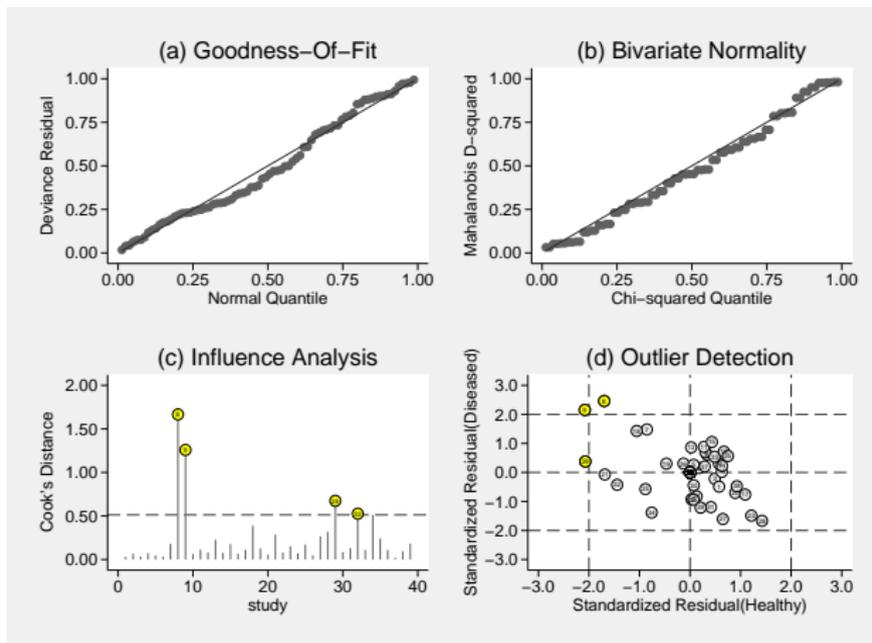 (a) Goodness−Of−Fit
Deviance Residual
1.00
0.75
0.50
0.25
0.00
0.00 0.25 0.50 0.75 1.00
Normal Quantile
(b) Bivariate Normality
Mahalanobis D−squared
1.00
0.75
0.50
0.25
0.00
0.00 0.25 0.50 0.75 1.00
Chi−squared Quantile
(c) Influence Analysis
Cook's Distance
2.00
1.50
1.00
0.50
0.00
0 10 20 30 40
study
(d) Outlier Detection
Standardized Residual(Diseased)
3.0
2.0
1.0
0.0
−1.0
−2.0
−3.0
−3.0 −2.0 −1.0 0.0 1.0 2.0 3.0
Standardized Residual(Healthy)